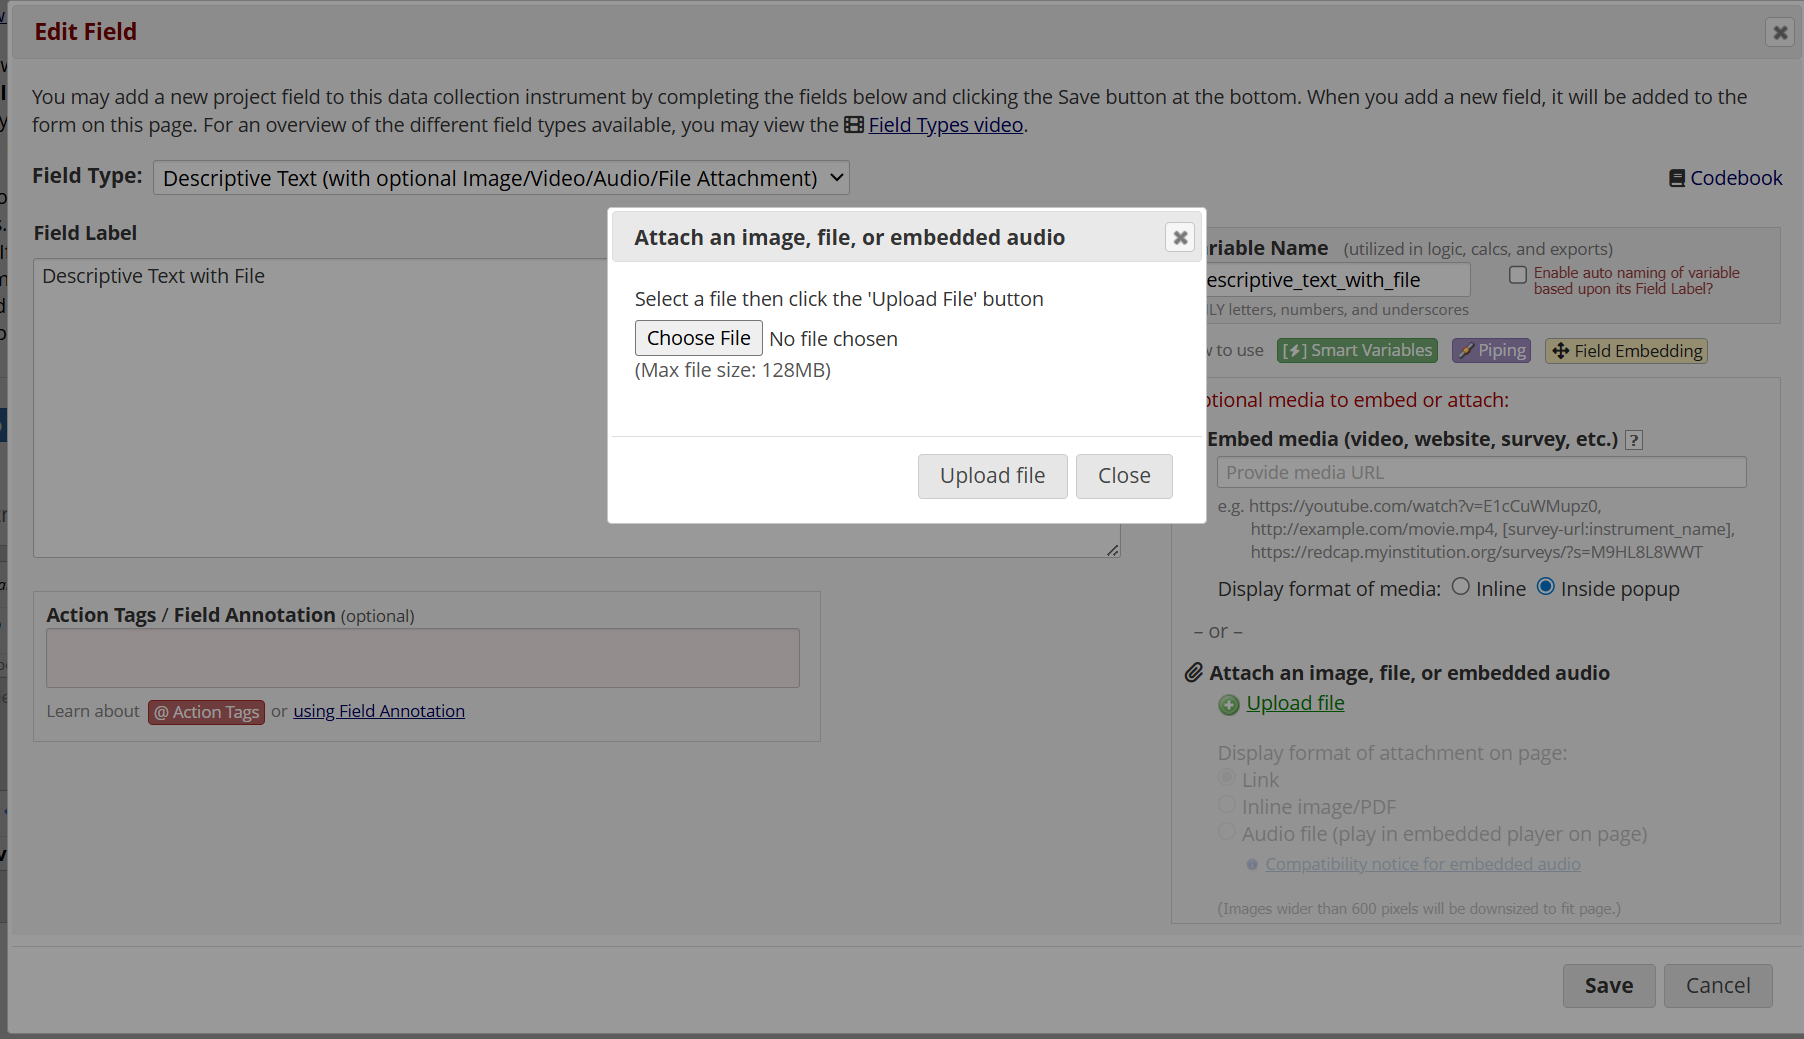 Edit Field
You may add a new project field to this data collection instrument by completing the fields below and clicking the Save button at the bottom. When you add a new field, it will be added to the
form on this page. For an overview of the different field types available, you may view the Field Types video.
Field Type: Descriptive Text (with optional Image/Video/Audio/File Attachment)
Codebook
Field Label
Descriptive Text with File
Attach an image, file, or embedded audio
Select a file then click the 'Upload File' button
Choose File No file chosen
(Max file size: 128MB)
Upload file Close
Name (utilized in logic, calcs, and exports)
Enable auto naming of variable
based upon its Field Label?
letters, numbers, and underscores
to use [⚡] Smart Variables Piping Field Embedding
media to embed or attach:
Embed media (video, website, survey, etc.) ?
Provide media URL
e.g. https://youtube.com/watch?v=E1cCuWMupz0,
http://example.com/movie.mp4, [survey-url:instrument_name],
https://redcap.myinstitution.org/surveys/?s=M9HL8L8WWT
Display format of media: Inline Inside popup
– or –
Attach an image, file, or embedded audio
Upload file
Display format of attachment on page:
Link
Inline image/PDF
Audio file (play in embedded player on page)
Compatibility notice for embedded audio
(Images wider than 600 pixels will be downsized to fit page.)
Action Tags / Field Annotation (optional)
Learn about @ Action Tags or using Field Annotation
Save Cancel